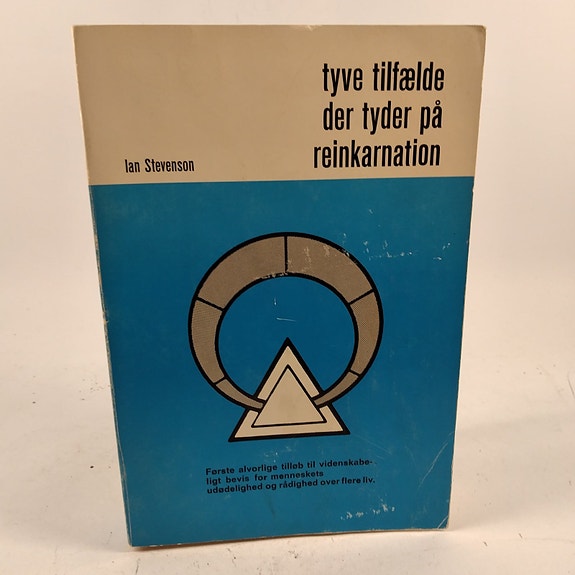 tyve tilfælde
der tyder på
reinkarnation
Ian Stevenson
Første alvorlige tilløb til videnskabe-
ligt bevis for menneskets
udødelighed og rådighed over flere liv.